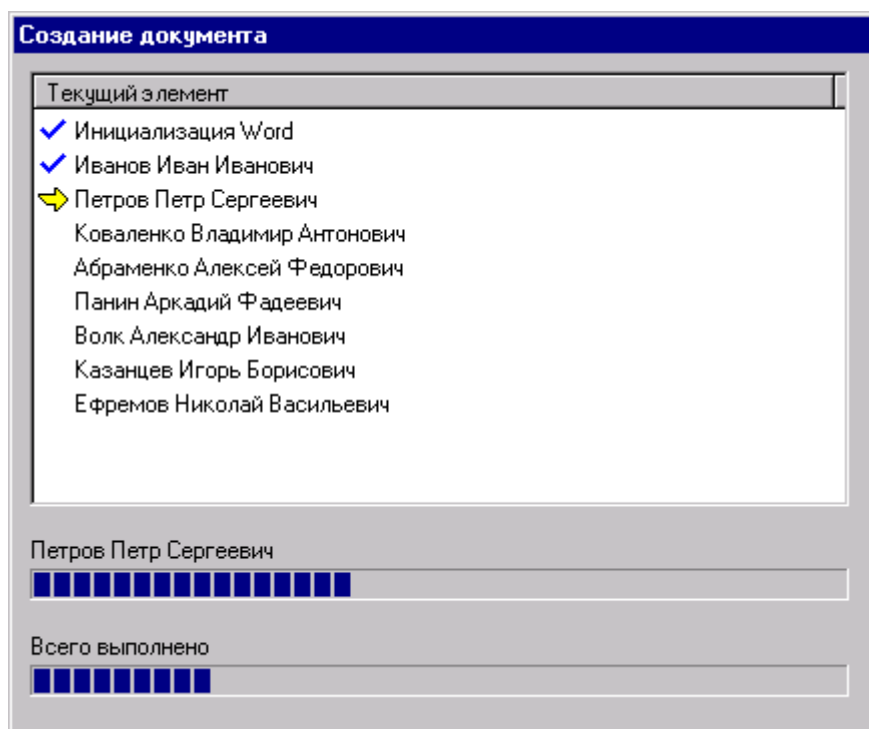 Создание документа
Текущий элемент
Инициализация Word
Иванов Иван Иванович
Петров Петр Сергеевич
Коваленко Владимир Антонович
Абраменко Алексей Федорович
Панин Аркадий Фадеевич
Волк Александр Иванович
Казанцев Игорь Борисович
Ефремов Николай Васильевич
Петров Петр Сергеевич
Всего выполнено